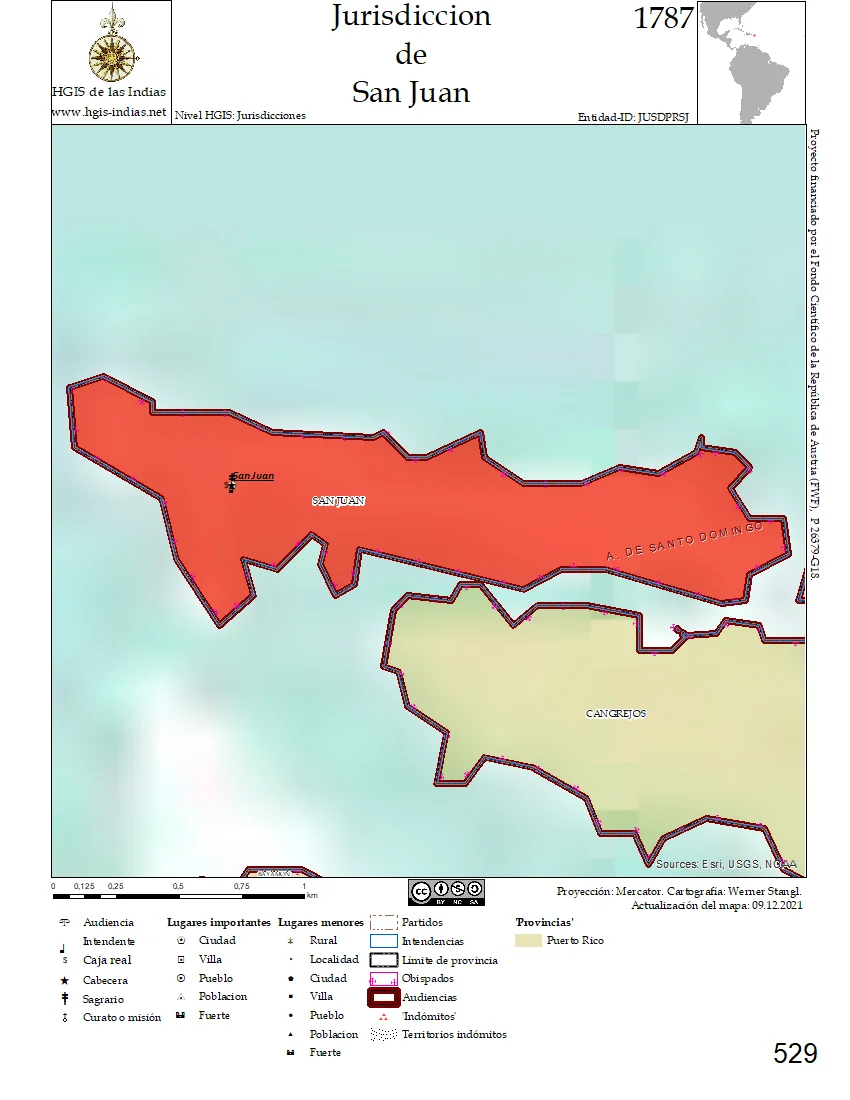 Jurisdiccion
de
San Juan
1787
HGIS de las Indias
www.hgis-indias.net
Nivel HGIS: Jurisdicciones
Entidad-ID: JUSDPRSJ
Proyecto financiado por el Fondo Científico de la República de Austria (FWF), P 26379-G18.
San Juan
S
SAN JUAN
A. DE SANTO DOMINGO
CANGREJOS
BAYAMON
Sources: Esri, USGS, NOAA
0 0,125 0,25 0,5 0,75 1
km
CC BY NC SA
Proyección: Mercator. Cartografía: Werner Stangl.
Actualización del mapa: 09.12.2021
Audiencia
Intendente
S Caja real
Cabecera
Sagrario
Curato o misión
Lugares importantes
Ciudad
Villa
Pueblo
Poblacion
Fuerte
Lugares menores
Rural
Localidad
Ciudad
Villa
Pueblo
Poblacion
Fuerte
Partidos
Intendencias
Límite de provincia
Obispados
Audiencias
'Indómitos'
Territorios indómitos
'Provincias'
Puerto Rico
529